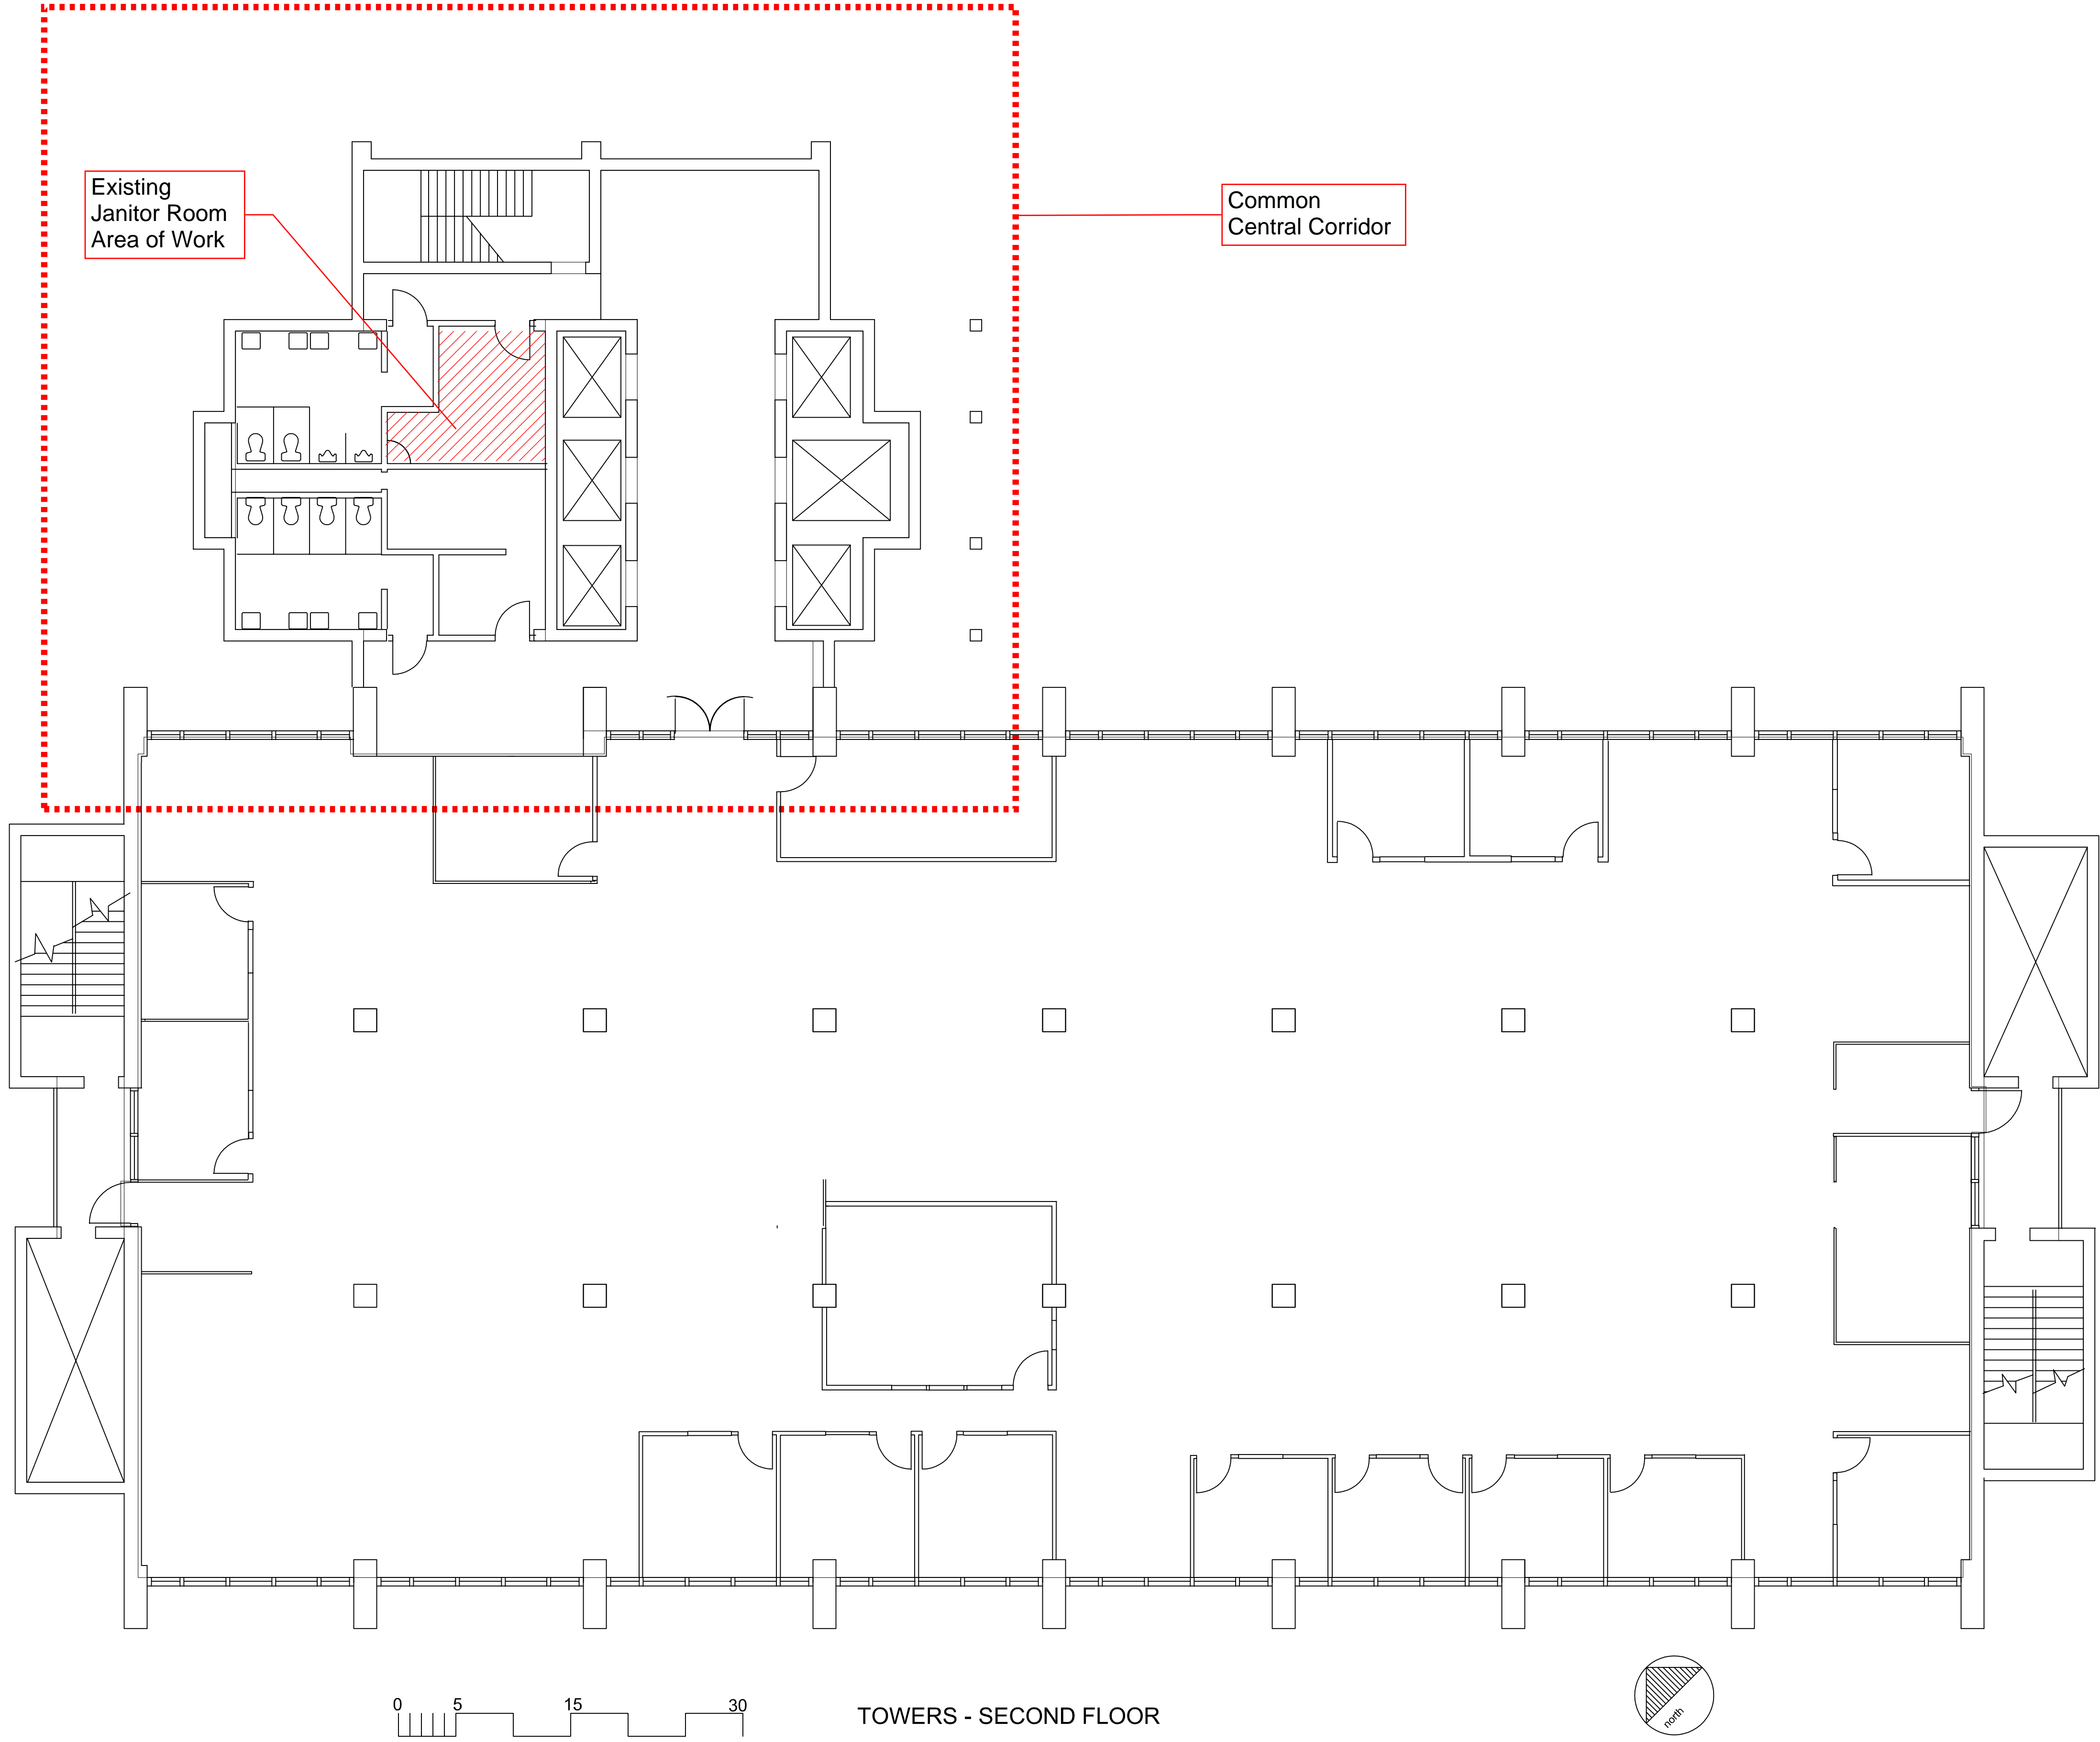 Existing
Janitor Room
Area of Work
Common
Central Corridor
0 5 15 30
TOWERS - SECOND FLOOR
north